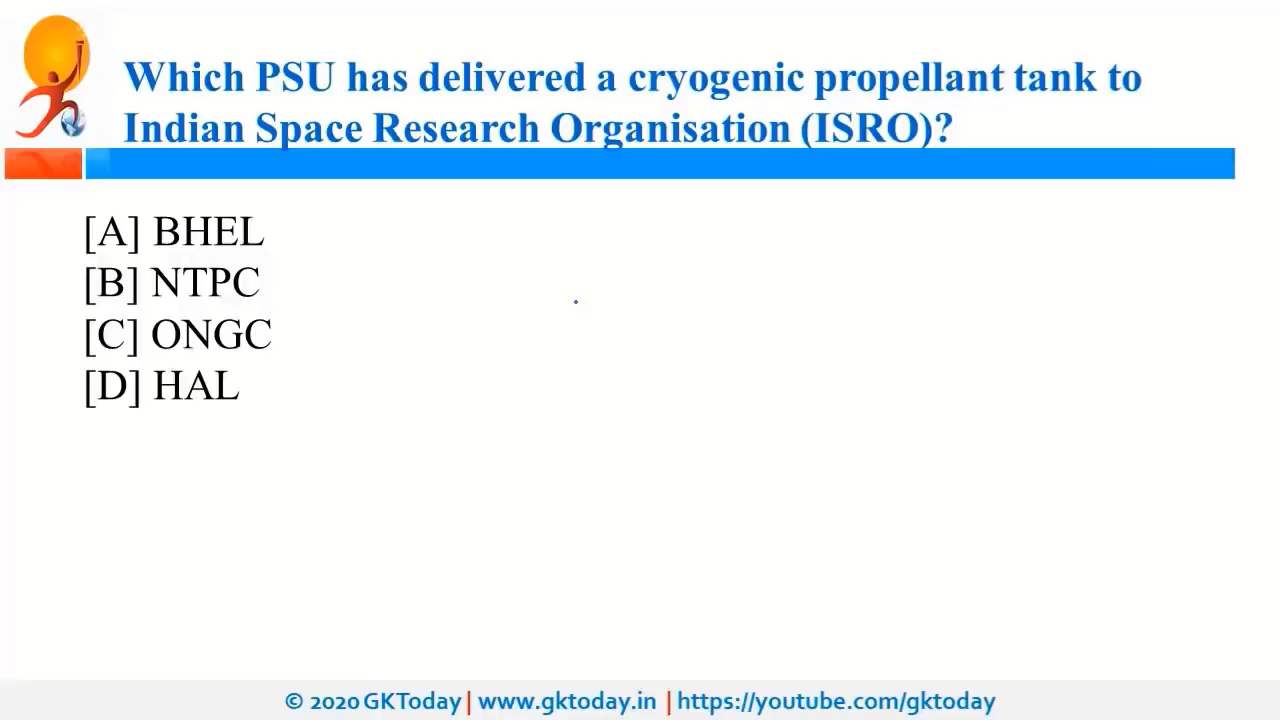 Which PSU has delivered a cryogenic propellant tank to
Indian Space Research Organisation (ISRO)?
[A] BHEL
[B] NTPC
[C] ONGC
[D] HAL
© 2020 GKToday | www.gktoday.in | https://youtube.com/gktoday